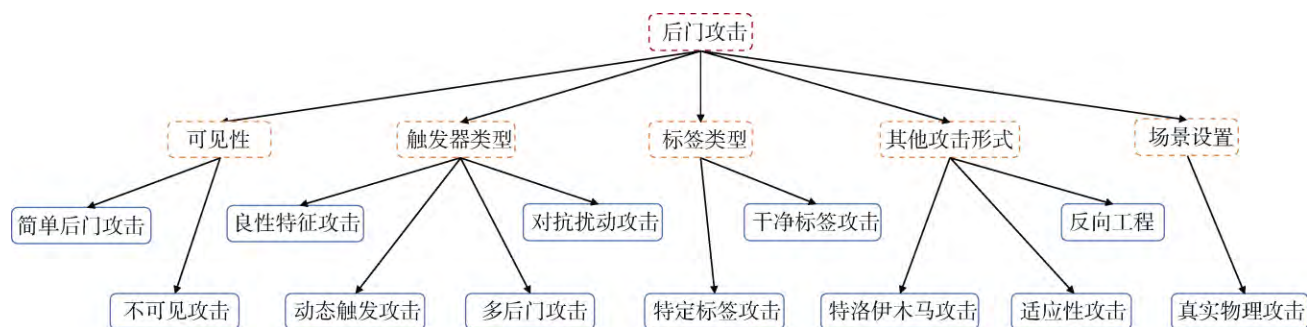 后门攻击
可见性
触发器类型
标签类型
其他攻击形式
场景设置
简单后门攻击
良性特征攻击
对抗扰动攻击
干净标签攻击
反向工程
不可见攻击
动态触发攻击
多后门攻击
特定标签攻击
特洛伊木马攻击
适应性攻击
真实物理攻击